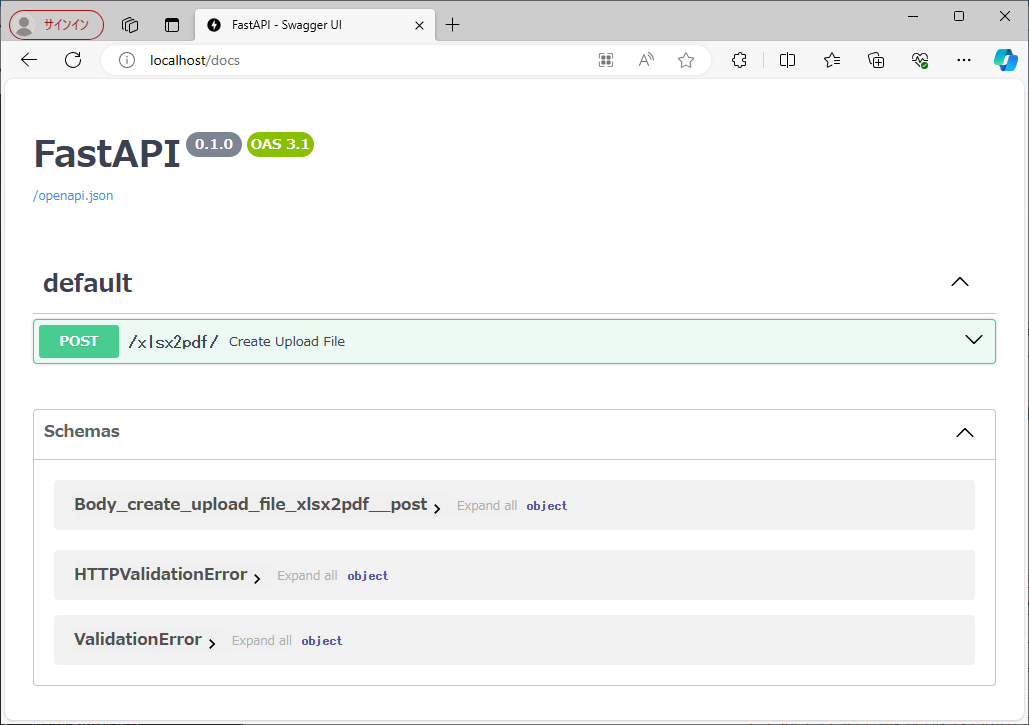 サインイン
FastAPI - Swagger UI
localhost/docs
FastAPI 0.1.0 OAS 3.1
/openapi.json
default
POST /xlsx2pdf/ Create Upload File
Schemas
Body_create_upload_file_xlsx2pdf__post Expand all object
HTTPValidationError Expand all object
ValidationError Expand all object